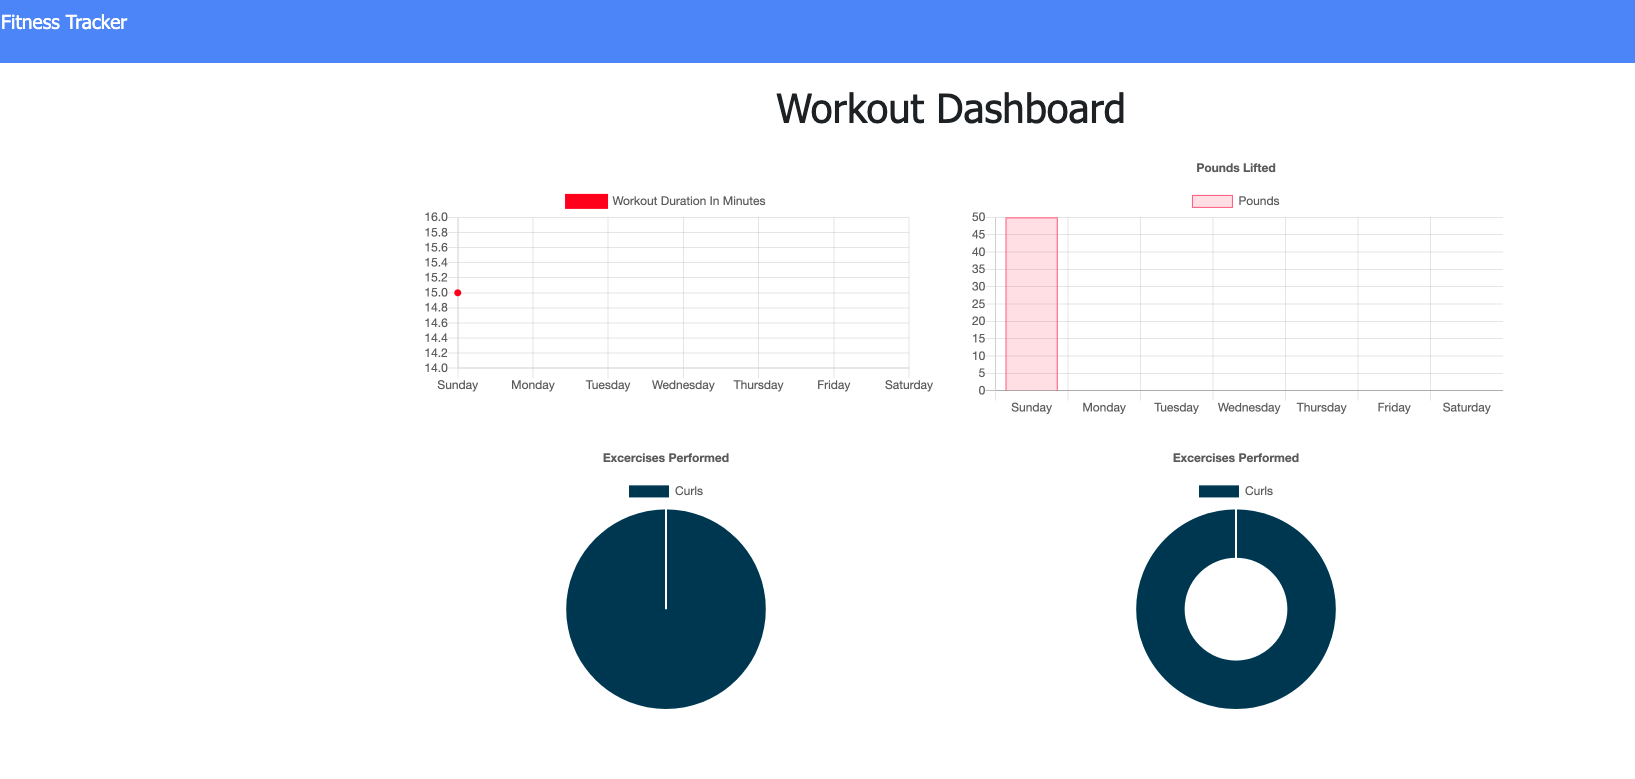 Fitness Tracker
Workout Dashboard
Workout Duration In Minutes
16.0
15.8
15.6
15.4
15.2
15.0
14.8
14.6
14.4
14.2
14.0
Sunday Monday Tuesday Wednesday Thursday Friday Saturday
Pounds Lifted
Pounds
50
45
40
35
30
25
20
15
10
5
0
Sunday Monday Tuesday Wednesday Thursday Friday Saturday
Excercises Performed
Curls
Excercises Performed
Curls